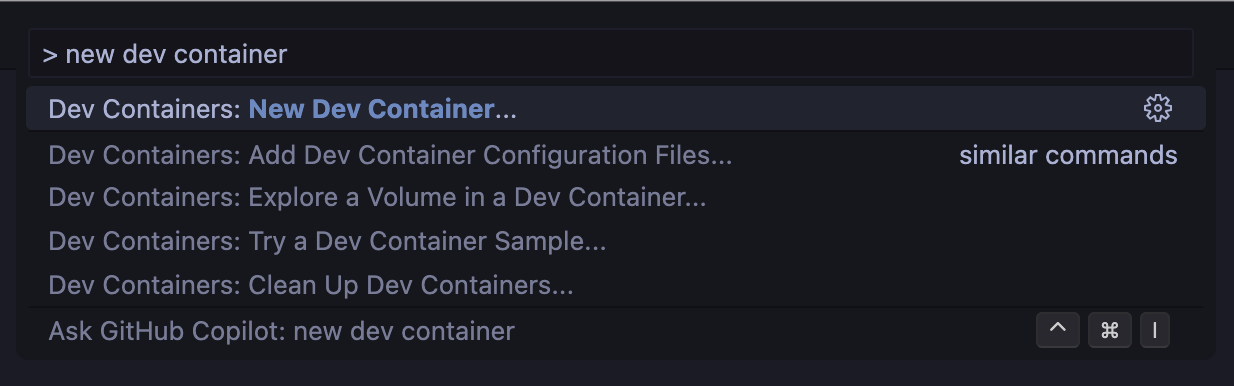 > new dev container
Dev Containers: New Dev Container...
Dev Containers: Add Dev Container Configuration Files... similar commands
Dev Containers: Explore a Volume in a Dev Container...
Dev Containers: Try a Dev Container Sample...
Dev Containers: Clean Up Dev Containers...
Ask GitHub Copilot: new dev container ⌃ ⌘ I